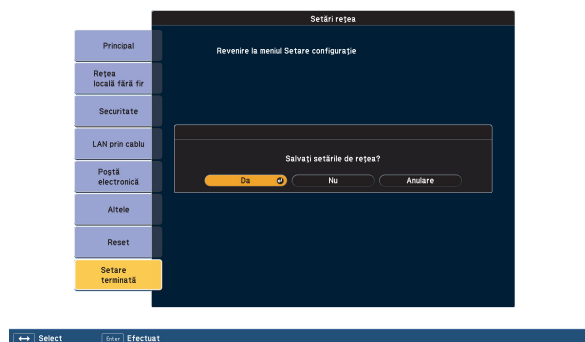 Setări rețea
Principal
Revenire la meniul Setare configurație
Rețea
locală fără fir
Securitate
LAN prin cablu
Salvați setările de rețea?
Da
Nu
Anulare
Poștă
electronică
Altele
Reset
Setare
terminată
Select
Enter Efectuat